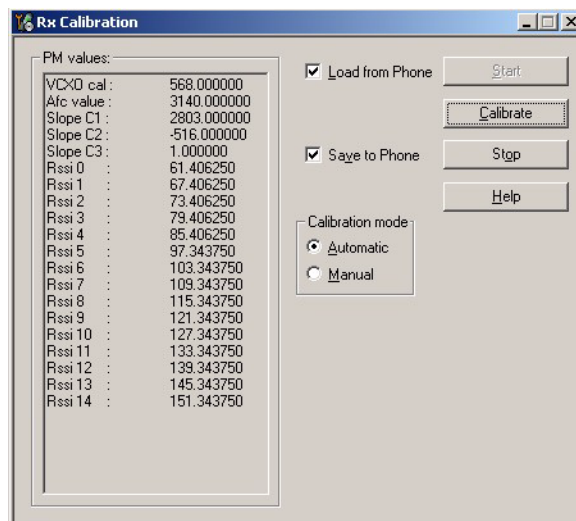 Rx Calibration
PM values:
VCXO cal : 568.000000
Afc value : 3140.000000
Slope C1 : 2803.000000
Slope C2 : -516.000000
Slope C3 : 1.000000
Rssi 0 : 61.406250
Rssi 1 : 67.406250
Rssi 2 : 73.406250
Rssi 3 : 79.406250
Rssi 4 : 85.406250
Rssi 5 : 97.343750
Rssi 6 : 103.343750
Rssi 7 : 109.343750
Rssi 8 : 115.343750
Rssi 9 : 121.343750
Rssi 10 : 127.343750
Rssi 11 : 133.343750
Rssi 12 : 139.343750
Rssi 13 : 145.343750
Rssi 14 : 151.343750
Load from Phone
Start
Calibrate
Save to Phone
Stop
Help
Calibration mode
Automatic
Manual